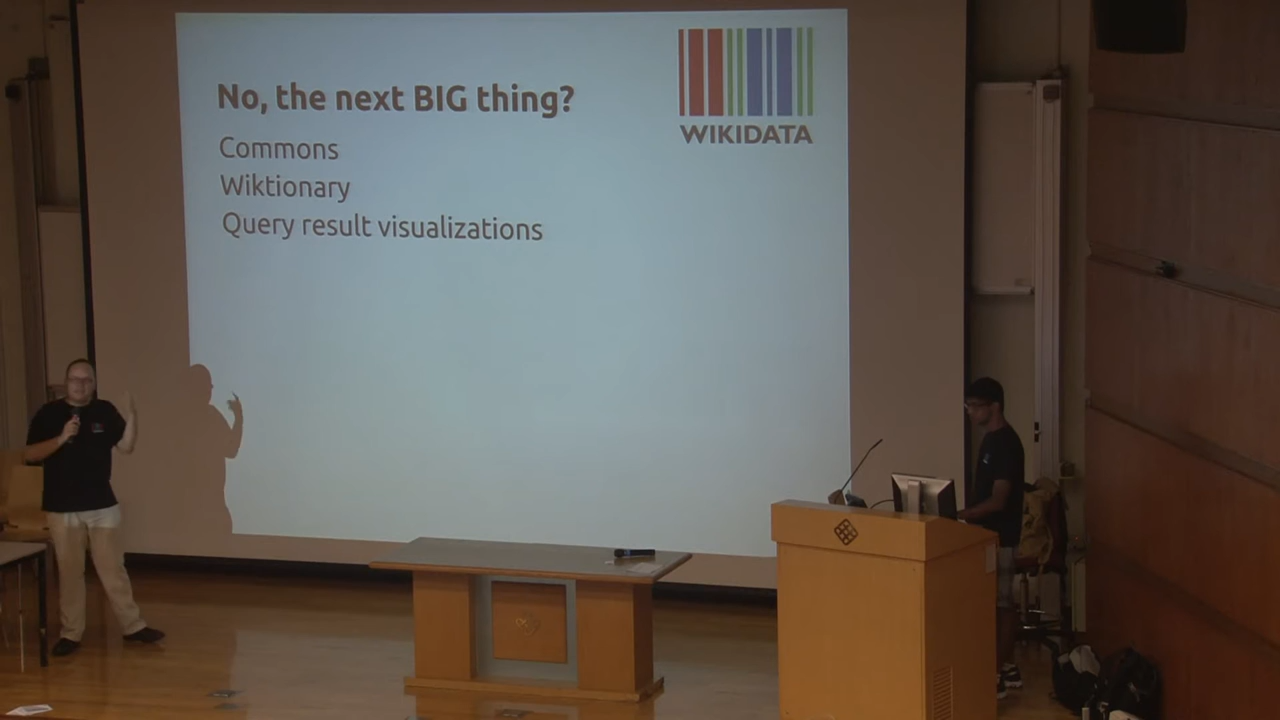 No, the next BIG thing?
Commons
Wiktionary
Query result visualizations
WIKIDATA